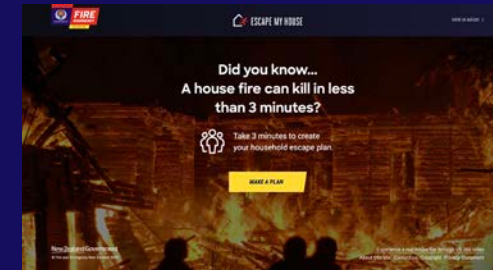 FIRE
EMERGENCY
ESCAPE MY HOUSE
Did you know...
A house fire can kill in less
than 3 minutes?
Take 3 minutes to create
your household escape plan.
MAKE A PLAN
New Zealand Government